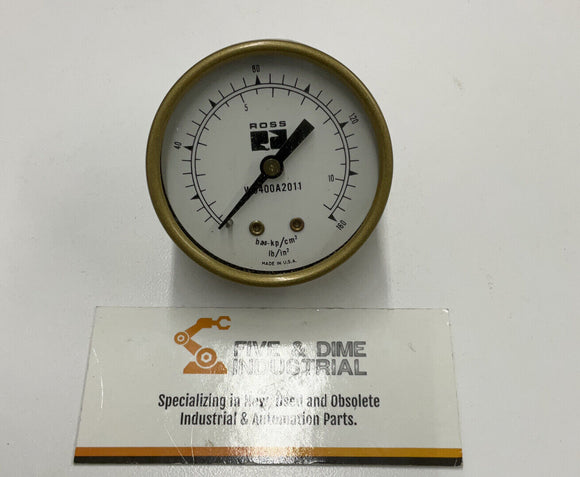 80
5
120
40
ROSS
10
160
bar-kp/cm²
lb/in²
MADE IN U.S.A.
FIVE & DIME
INDUSTRIAL
Specializing in New, Used and Obsolete
Industrial & Automation Parts.